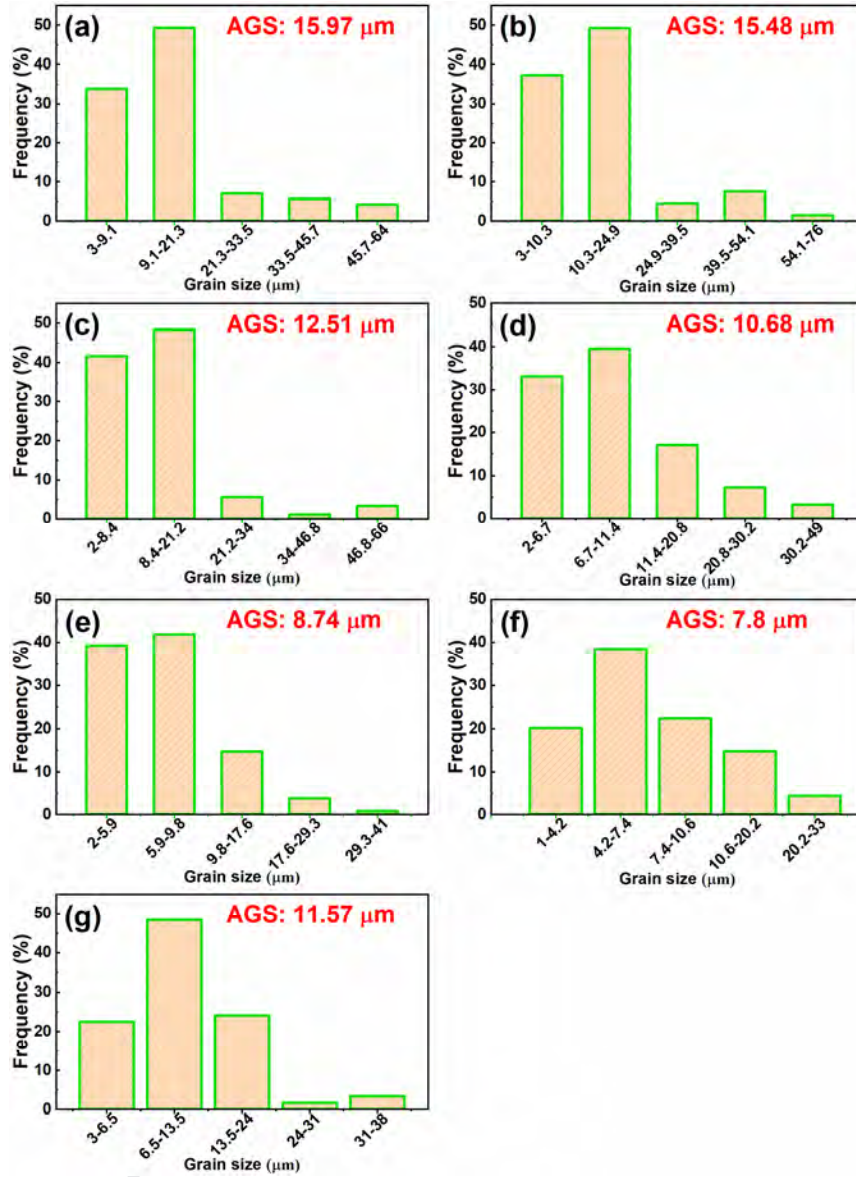 (a) AGS: 15.97 μm
Frequency (%)
50
40
30
20
10
0
3-9.1 9.1-21.3 21.3-33.5 33.5-45.7 45.7-64
Grain size (μm)
(b) AGS: 15.48 μm
Frequency (%)
50
40
30
20
10
0
3-10.3 10.3-24.9 24.9-39.5 39.5-54.1 54.1-76
Grain size (μm)
(c) AGS: 12.51 μm
Frequency (%)
50
40
30
20
10
0
2-8.4 8.4-21.2 21.2-34 34-46.8 46.8-66
Grain size (μm)
(d) AGS: 10.68 μm
Frequency (%)
50
40
30
20
10
0
2-6.7 6.7-11.4 11.4-20.8 20.8-30.2 30.2-49
Grain size (μm)
(e) AGS: 8.74 μm
Frequency (%)
50
40
30
20
10
0
2-5.9 5.9-9.8 9.8-17.6 17.6-29.3 29.3-41
Grain size (μm)
(f) AGS: 7.8 μm
Frequency (%)
50
40
30
20
10
0
1-4.2 4.2-7.4 7.4-10.6 10.6-20.2 20.2-33
Grain size (μm)
(g) AGS: 11.57 μm
Frequency (%)
50
40
30
20
10
0
3-6.5 6.5-13.5 13.5-24 24-31 31-38
Grain size (μm)